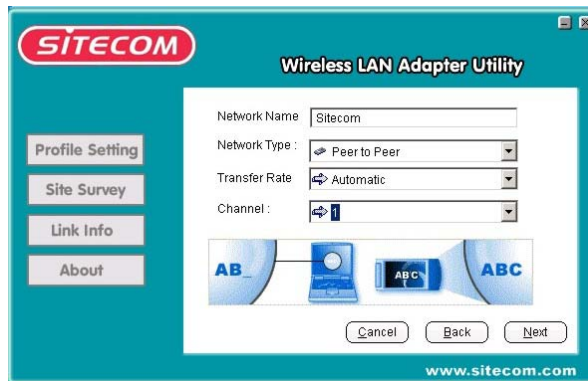 SITECOM
Wireless LAN Adapter Utility
Profile Setting
Site Survey
Link Info
About
Network Name Sitecom
Network Type : Peer to Peer
Transfer Rate Automatic
Channel : 1
AB_
ABC
ABC
Cancel Back Next
www.sitecom.com